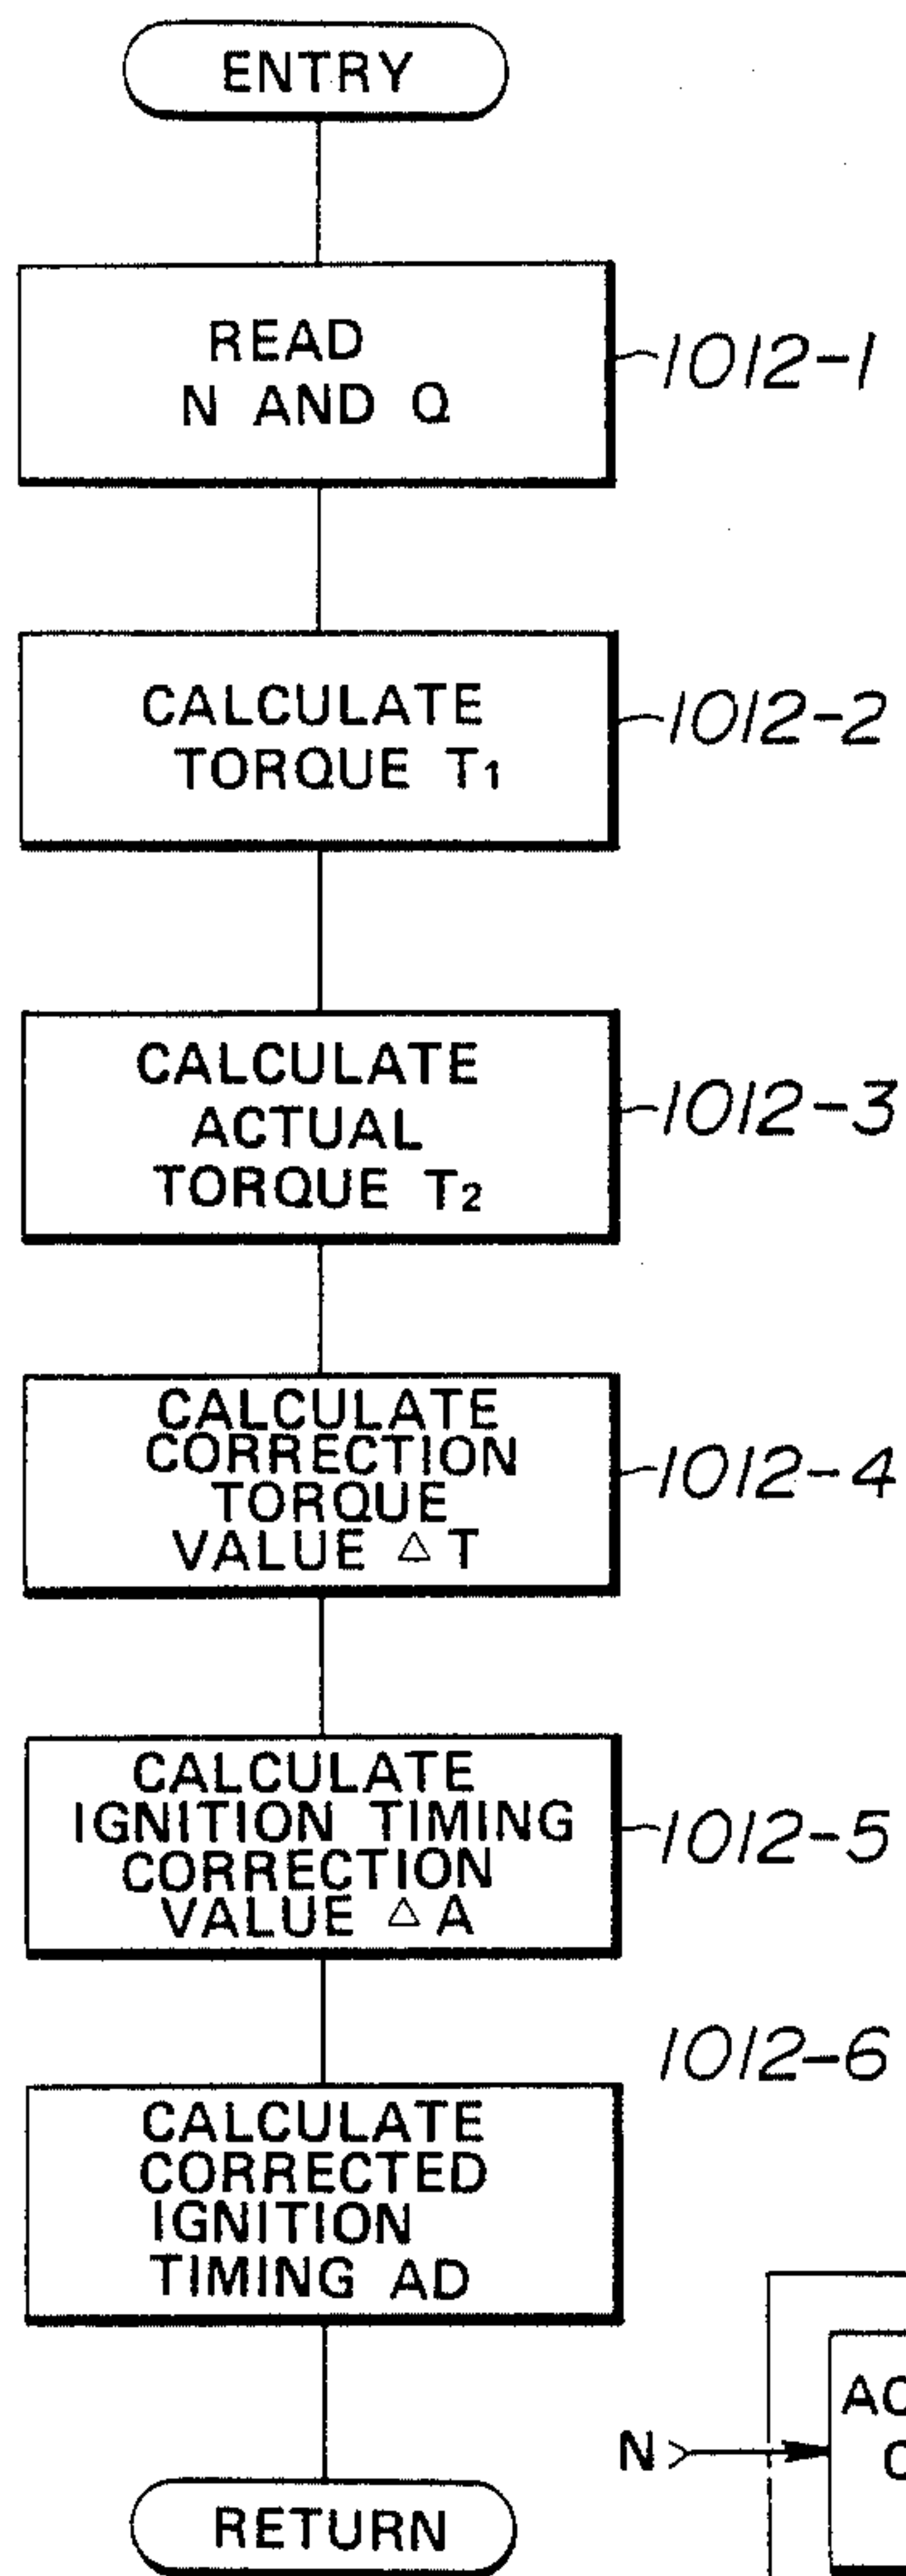 ENTRY
READ
N AND Q
1012-1
CALCULATE
TORQUE T1
1012-2
CALCULATE
ACTUAL
TORQUE T2
1012-3
CALCULATE
CORRECTION
TORQUE
VALUE △T
1012-4
CALCULATE
IGNITION TIMING
CORRECTION
VALUE △A
1012-5
1012-6
CALCULATE
CORRECTED
IGNITION
TIMING AD
RETURN
N